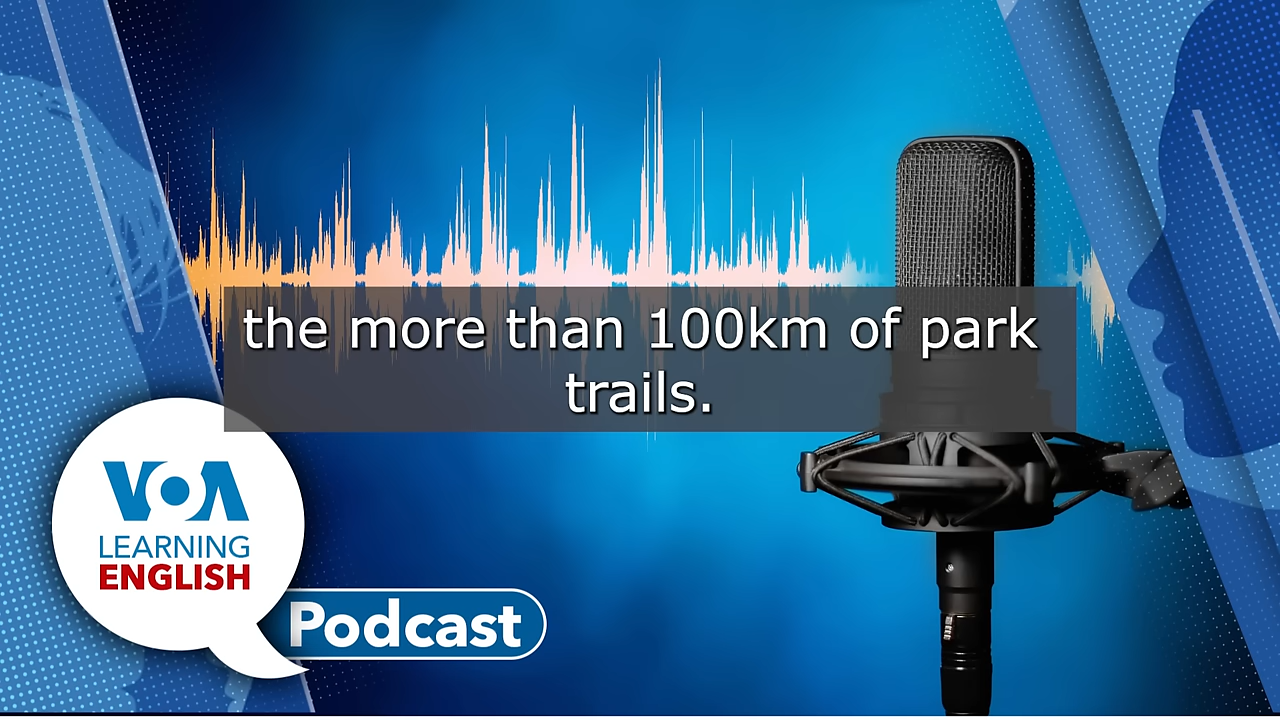 the more than 100km of park
trails.
VOA
LEARNING
ENGLISH
Podcast